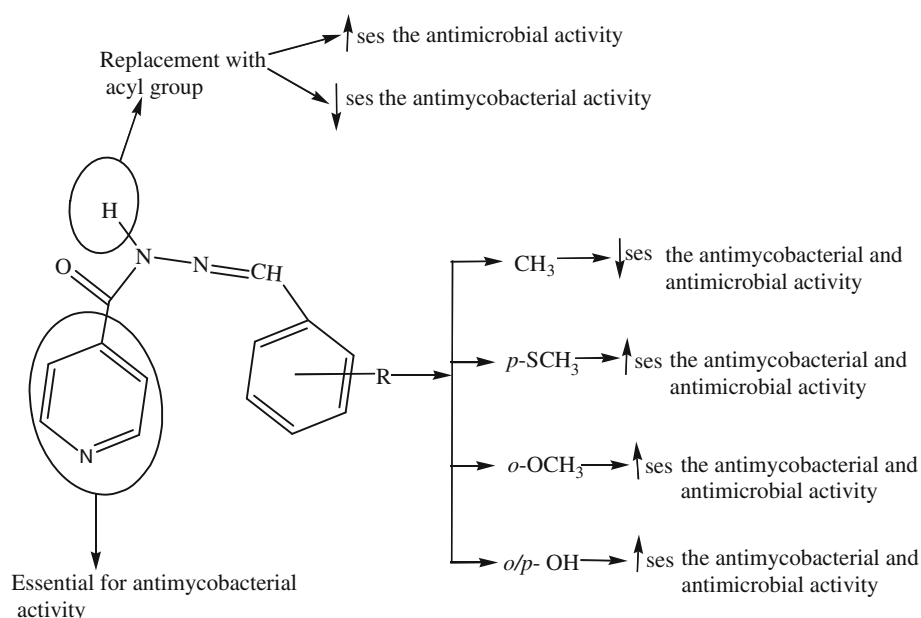 Replacement with
acyl group
↑ses the antimicrobial activity
↓ses the antimycobacterial activity
H
O
N
N
CH
N
R
CH₃
↓ses the antimycobacterial and
antimicrobial activity
p-SCH₃
↑ses the antimycobacterial and
antimicrobial activity
o-OCH₃
↑ses the antimycobacterial and
antimicrobial activity
o/p- OH
↑ses the antimycobacterial and
antimicrobial activity
Essential for antimycobacterial
activity